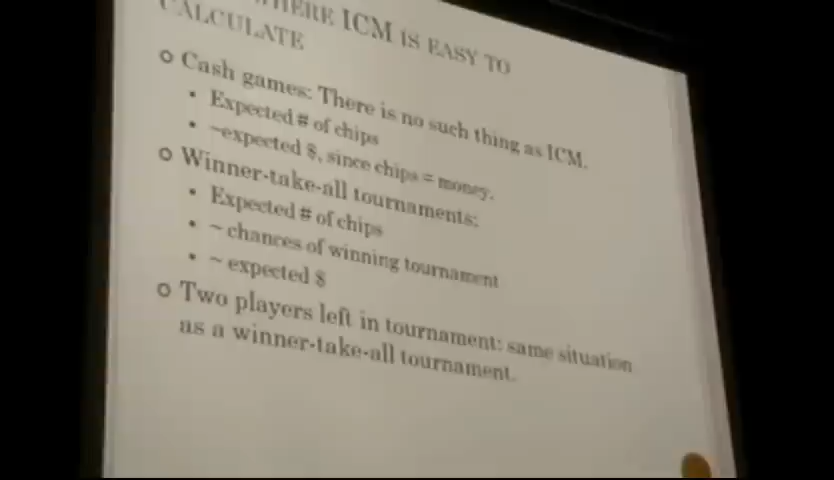 HERE ICM IS EASY TO
CALCULATE
Cash games: There is no such thing as ICM.
• Expected # of chips
• ~expected $, since chips = money.
Winner-take-all tournaments:
• Expected # of chips
• ~ chances of winning tournament
• ~ expected $
Two players left in tournament: same situation
as a winner-take-all tournament.